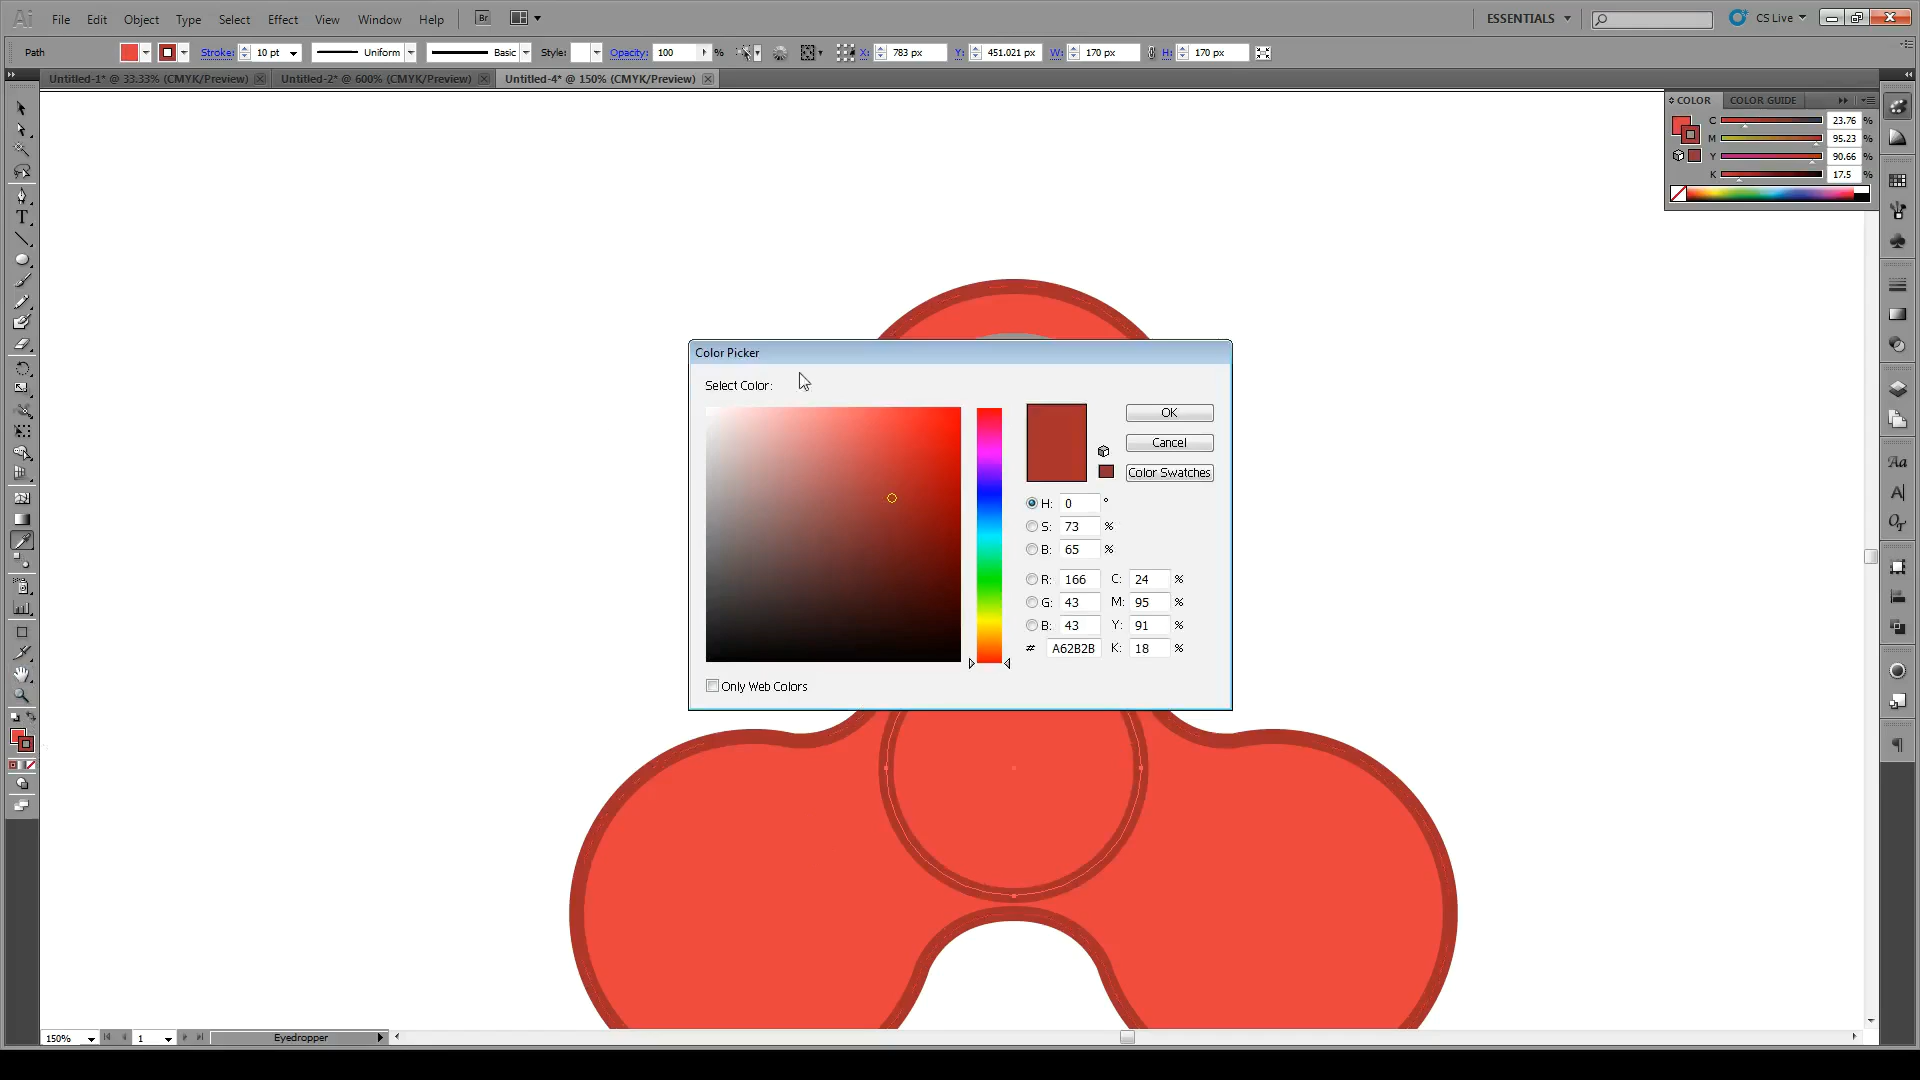 Ai File Edit Object Type Select Effect View Window Help Br ESSENTIALS CS Live
Path Stroke: 10 pt Uniform Basic Style: Opacity: 100 % X: 783 px Y: 451.021 px W: 170 px H: 170 px
Untitled-1* @ 33.33% (CMYK/Preview) Untitled-2* @ 600% (CMYK/Preview) Untitled-4* @ 150% (CMYK/Preview)
COLOR COLOR GUIDE
C 23.76 %
M 95.23 %
Y 90.66 %
K 17.5 %
Color Picker
Select Color:
OK
Cancel
Color Swatches
H: 0 °
S: 73 %
B: 65 %
R: 166 C: 24 %
G: 43 M: 95 %
B: 43 Y: 91 %
# A62B2B K: 18 %
Only Web Colors
150% 1 Eyedropper